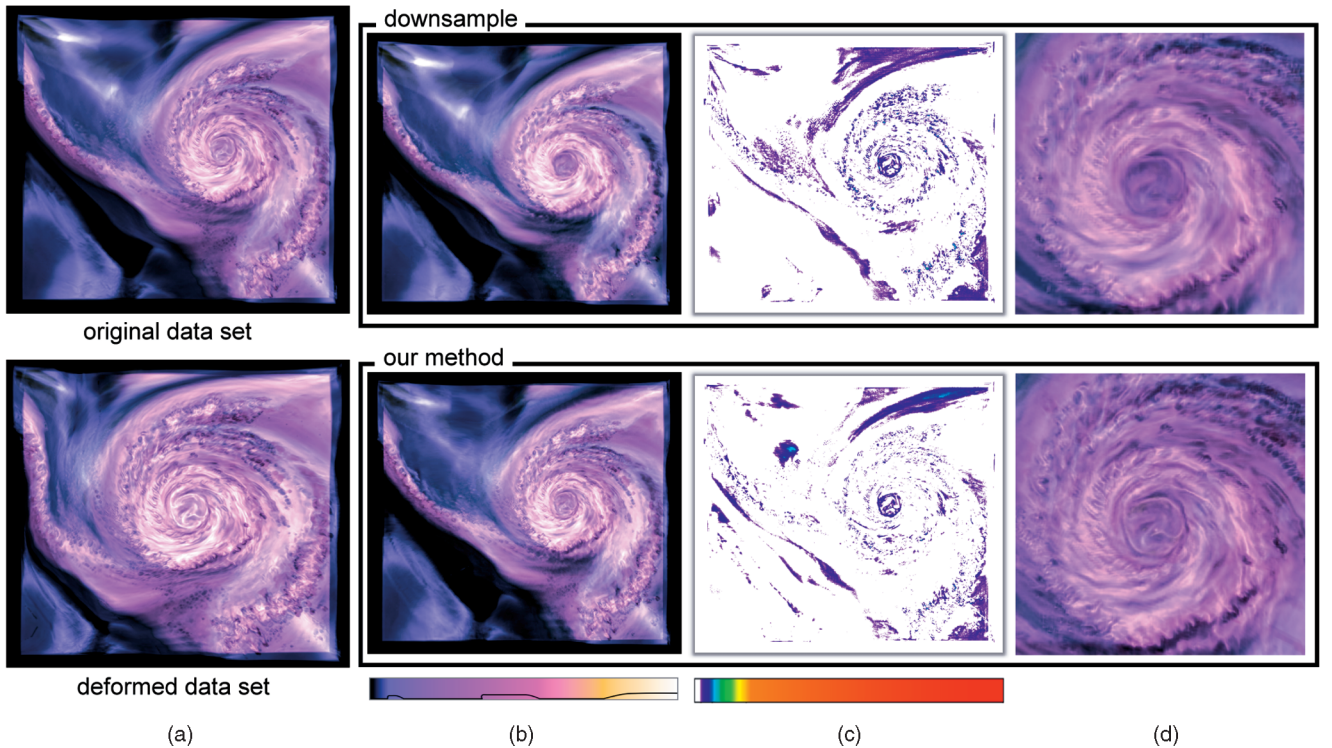 downsample
original data set
our method
deformed data set
(a)
(b)
(c)
(d)